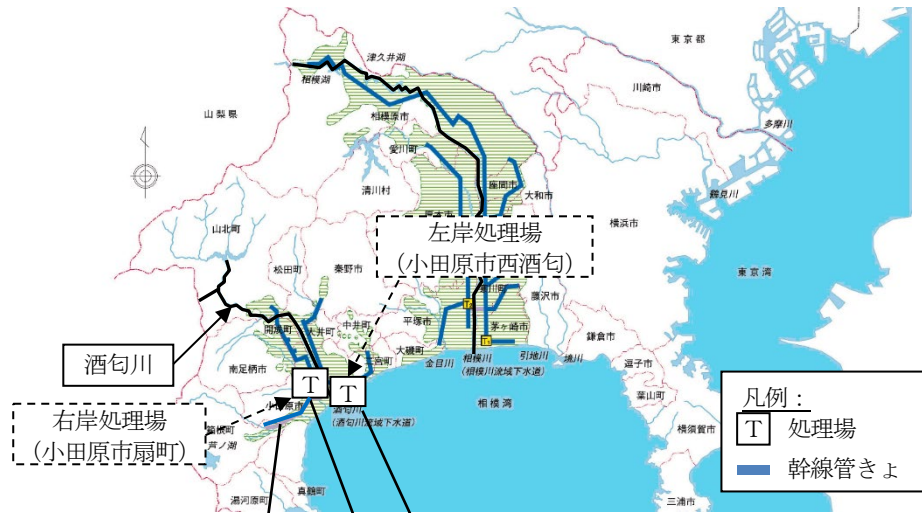 東京都
津久井湖
相模湖
川崎市
山梨県
多摩川
相模原市
愛川町
清川村
座間市
大和市
鶴見川
横浜市
山北町
左岸処理場
(小田原市西酒匂)
松田町
秦野市
東京湾
藤沢市
開成町
大井町
中井町
平塚市
茅ヶ崎市
鎌倉市
酒匂川
二宮町
大磯町
金目川
相模川
(相模川流域下水道)
引地川
境川
逗子市
南足柄市
葉山町
T
T
相模湾
小田原市
酒匂川
(酒匂川流域下水道)
右岸処理場
(小田原市扇町)
箱根町
芦ノ湖
横須賀市
真鶴町
湯河原町
三浦市
凡例:
T 処理場
幹線管きょ